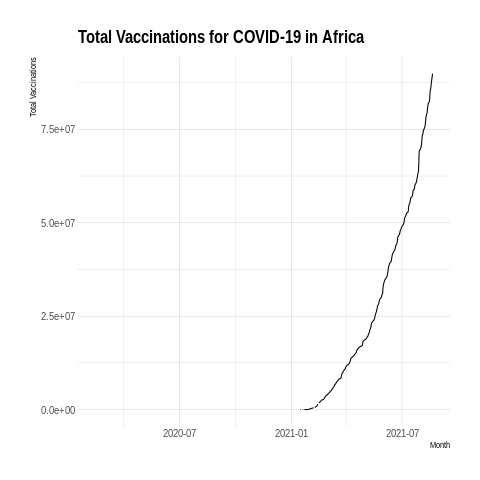 Total Vaccinations for COVID-19 in Africa
Total Vaccinations
7.5e+07
5.0e+07
2.5e+07
0.0e+00
2020-07
2021-01
2021-07
Month